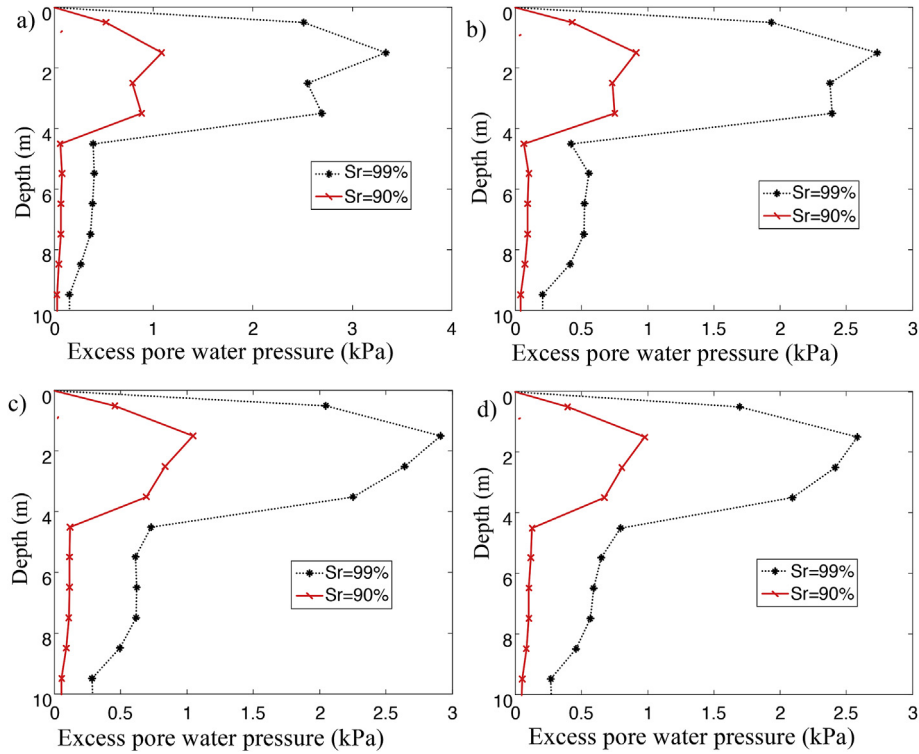 a)
0
2
4
6
8
10
Depth (m)
Sr=99%
Sr=90%
0 1 2 3 4
Excess pore water pressure (kPa)
b)
0
2
4
6
8
10
Depth (m)
Sr=99%
Sr=90%
0 0.5 1 1.5 2 2.5 3
Excess pore water pressure (kPa)
c)
0
2
4
6
8
10
Depth (m)
Sr=99%
Sr=90%
0 0.5 1 1.5 2 2.5 3
Excess pore water pressure (kPa)
d)
0
2
4
6
8
10
Depth (m)
Sr=99%
Sr=90%
0 0.5 1 1.5 2 2.5 3
Excess pore water pressure (kPa)